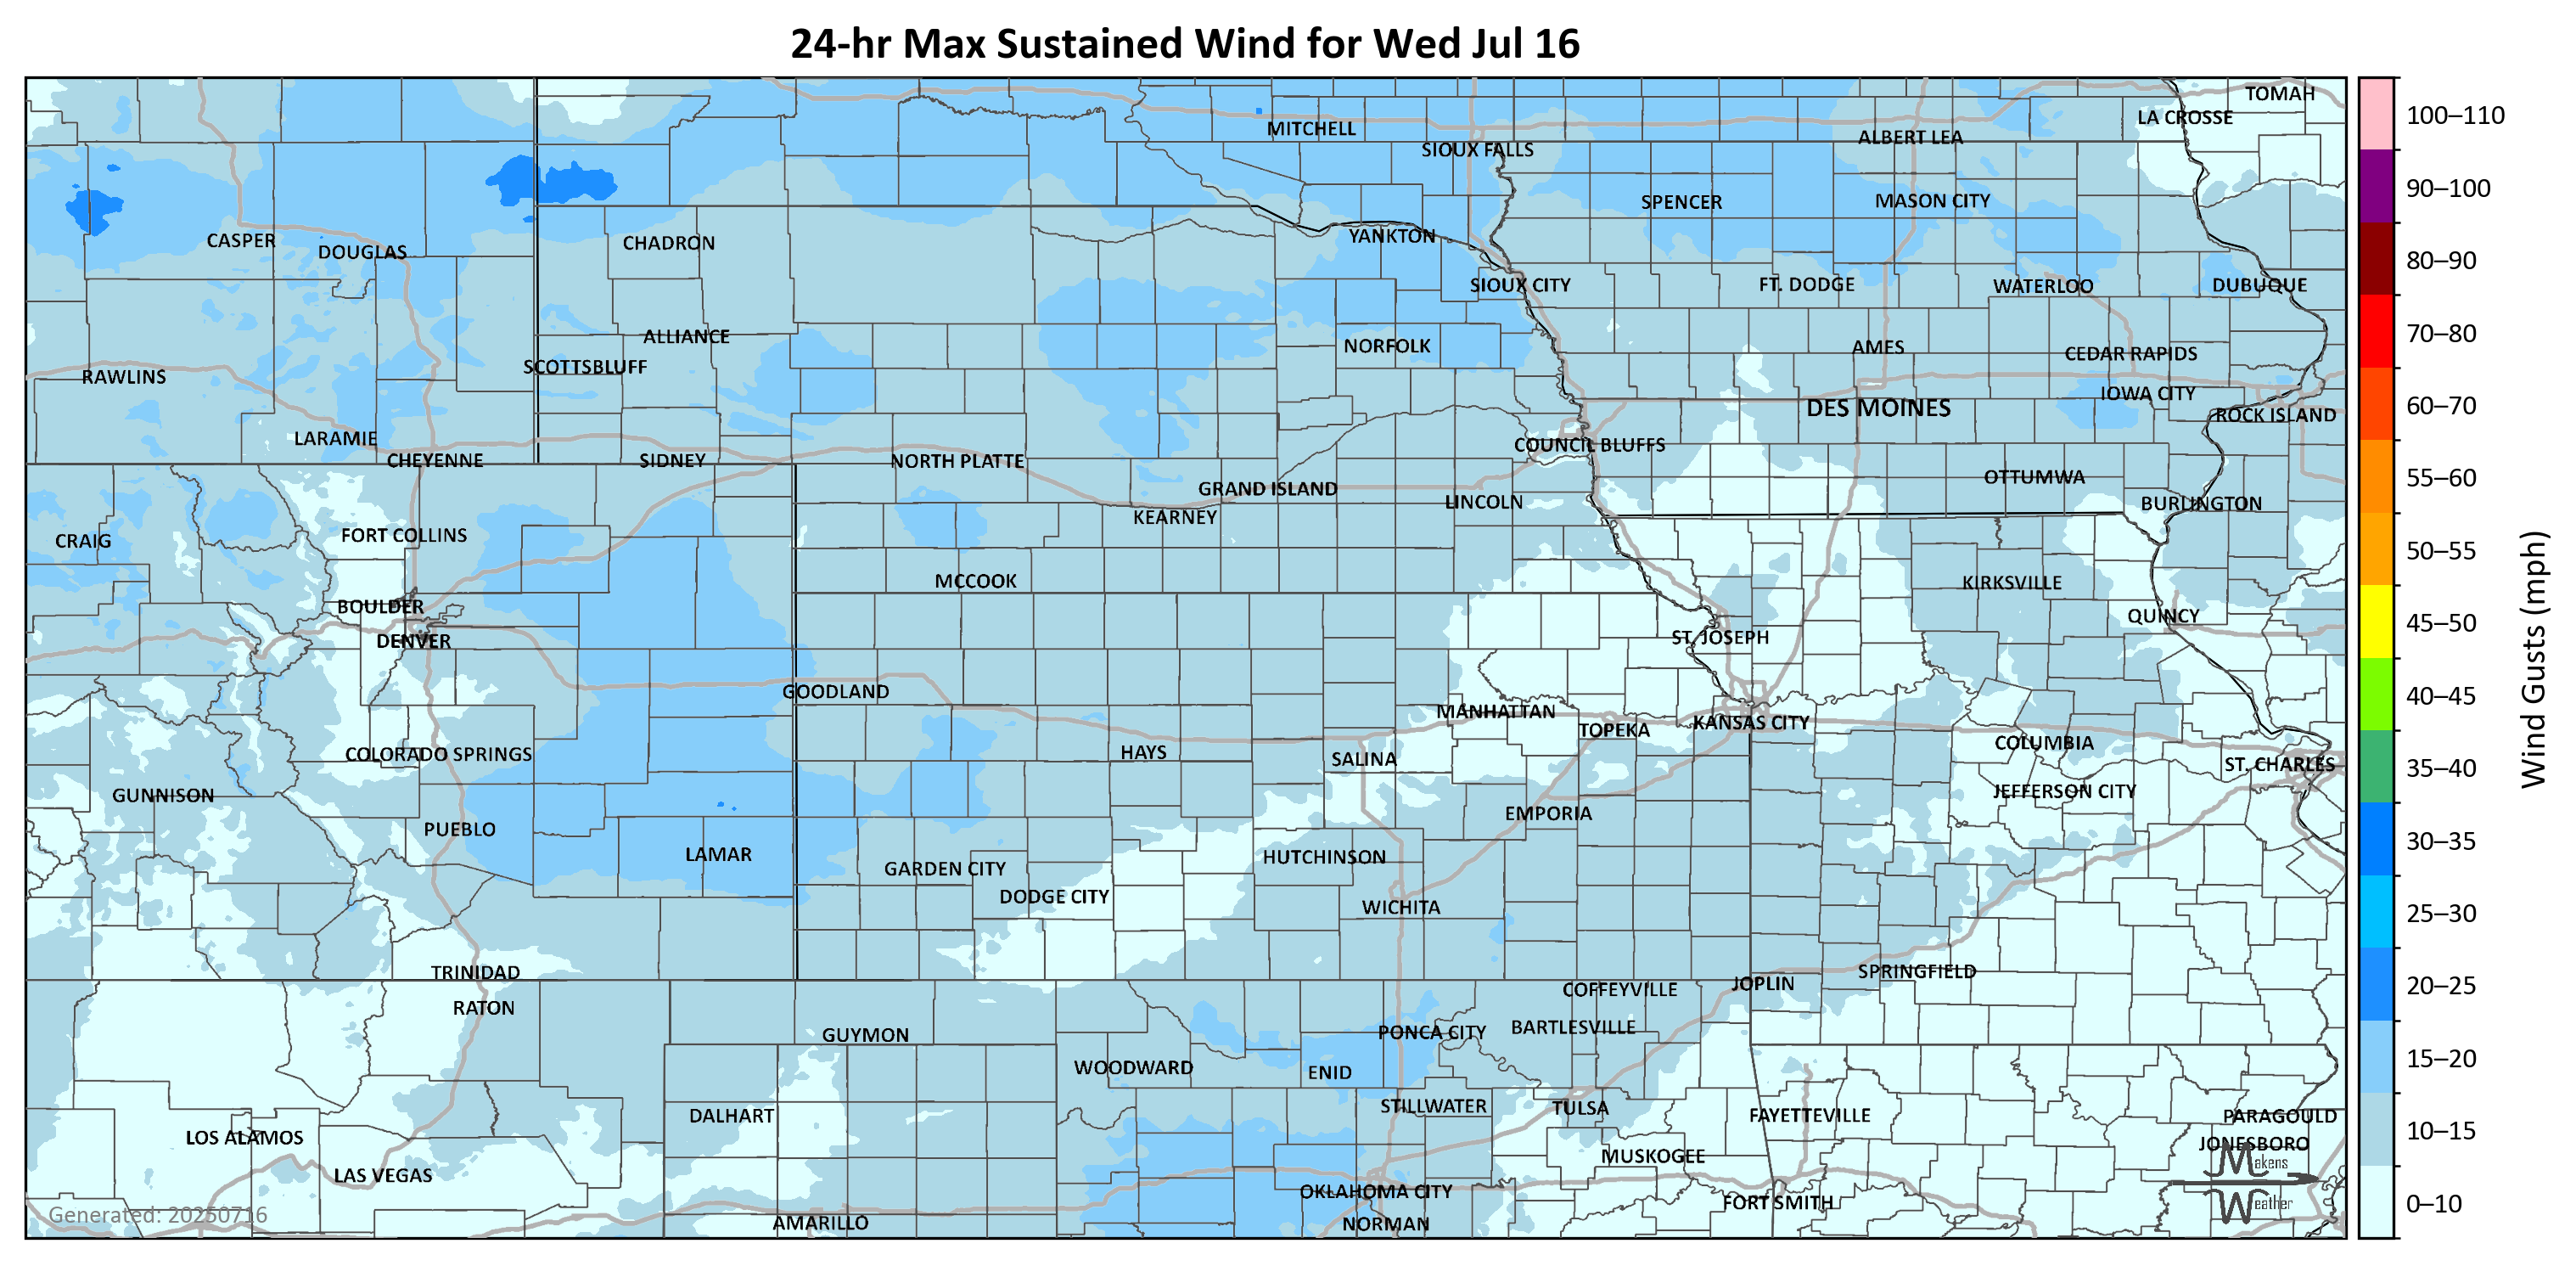 24-hr Max Sustained Wind for Wed Jul 16
TOMAH
LA CROSSE
MITCHELL
ALBERT LEA
SIOUX FALLS
SPENCER
MASON CITY
CASPER
DOUGLAS
CHADRON
YANKTON
SIOUX CITY
FT. DODGE
WATERLOO
DUBUQUE
ALLIANCE
NORFOLK
AMES
CEDAR RAPIDS
SCOTTSBLUFF
RAWLINS
IOWA CITY
DES MOINES
ROCK ISLAND
LARAMIE
COUNCIL BLUFFS
CHEYENNE
SIDNEY
NORTH PLATTE
OTTUMWA
GRAND ISLAND
LINCOLN
BURLINGTON
KEARNEY
FORT COLLINS
CRAIG
MCCOOK
KIRKSVILLE
BOULDER
QUINCY
DENVER
ST. JOSEPH
GOODLAND
MANHATTAN
TOPEKA
KANSAS CITY
COLUMBIA
COLORADO SPRINGS
HAYS
SALINA
ST. CHARLES
GUNNISON
JEFFERSON CITY
EMPORIA
PUEBLO
LAMAR
HUTCHINSON
GARDEN CITY
DODGE CITY
WICHITA
TRINIDAD
SPRINGFIELD
JOPLIN
COFFEYVILLE
RATON
GUYMON
PONCA CITY
BARTLESVILLE
WOODWARD
ENID
STILLWATER
TULSA
DALHART
FAYETTEVILLE
PARAGOULD
LOS ALAMOS
JONESBORO
MUSKOGEE
LAS VEGAS
OKLAHOMA CITY
FORT SMITH
AMARILLO
NORMAN
Makens
Weather
Generated: 20250716
100–110
90–100
80–90
70–80
60–70
55–60
50–55
45–50
40–45
35–40
30–35
25–30
20–25
15–20
10–15
0–10
Wind Gusts (mph)